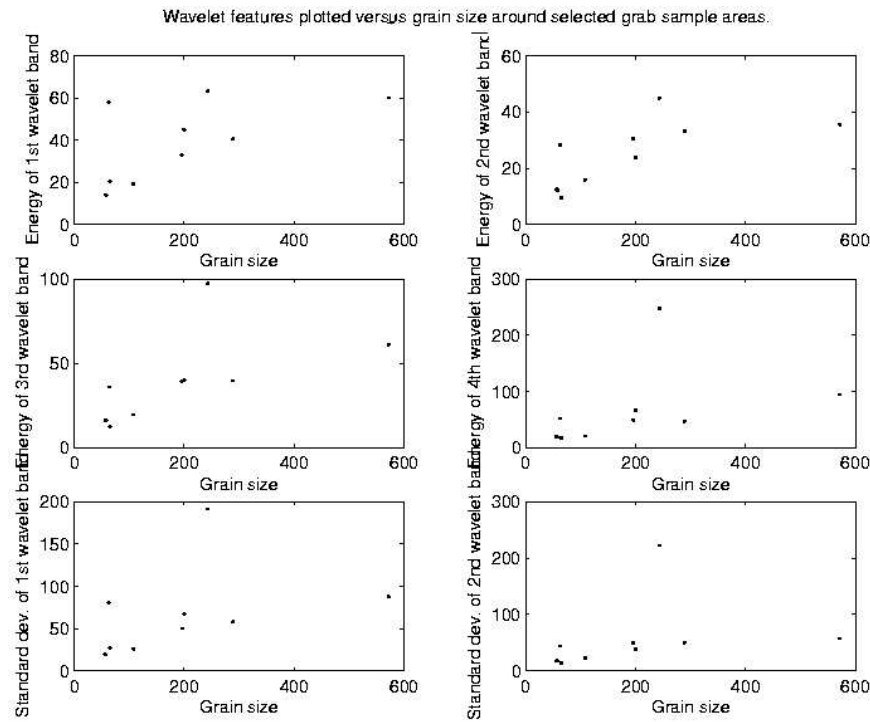 Wavelet features plotted versus grain size around selected grab sample areas.
Energy of 1st wavelet band
80
60
40
20
0
0 200 400 600
Grain size
Energy of 2nd wavelet band
60
40
20
0
0 200 400 600
Grain size
Energy of 3rd wavelet band
100
50
0
0 200 400 600
Grain size
Energy of 4th wavelet band
300
200
100
0
0 200 400 600
Grain size
Standard dev. of 1st wavelet band
200
150
100
50
0
0 200 400 600
Grain size
Standard dev. of 2nd wavelet band
300
200
100
0
0 200 400 600
Grain size